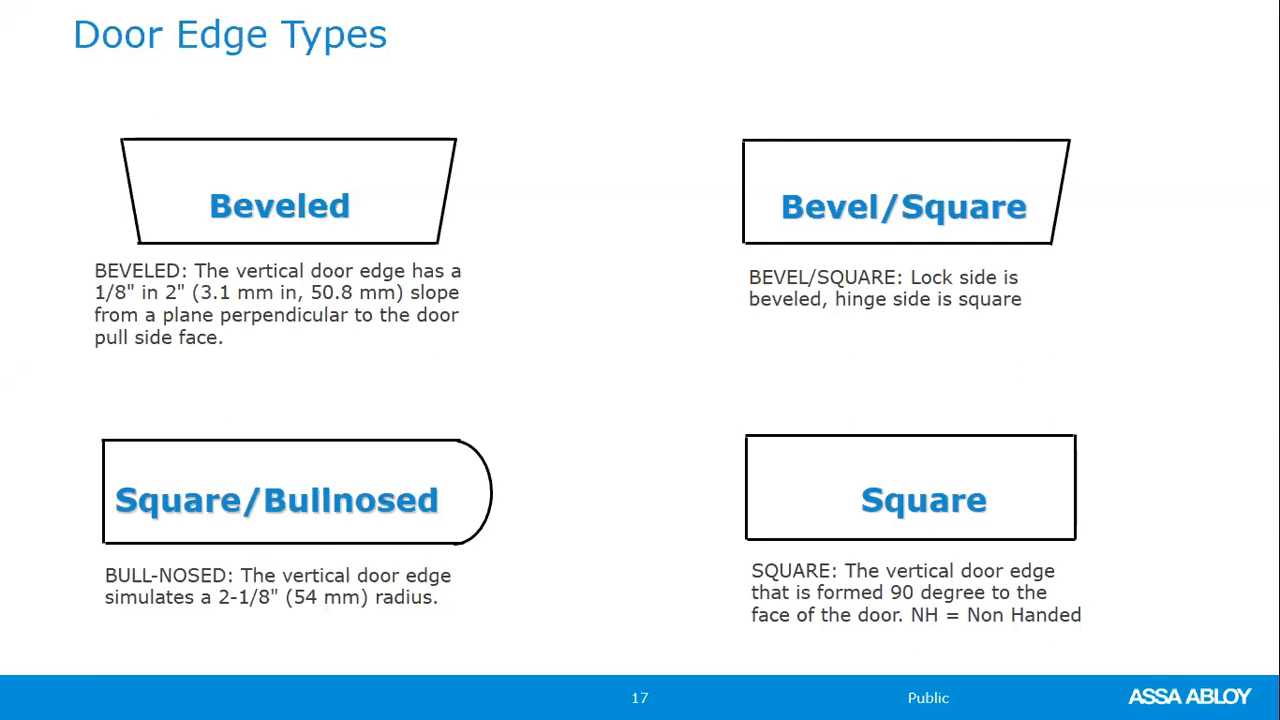 Door Edge Types
Beveled
BEVELED: The vertical door edge has a
1/8" in 2" (3.1 mm in, 50.8 mm) slope
from a plane perpendicular to the door
pull side face.
Bevel/Square
BEVEL/SQUARE: Lock side is
beveled, hinge side is square
Square/Bullnosed
BULL-NOSED: The vertical door edge
simulates a 2-1/8" (54 mm) radius.
Square
SQUARE: The vertical door edge
that is formed 90 degree to the
face of the door. NH = Non Handed
17
Public
ASSA ABLOY